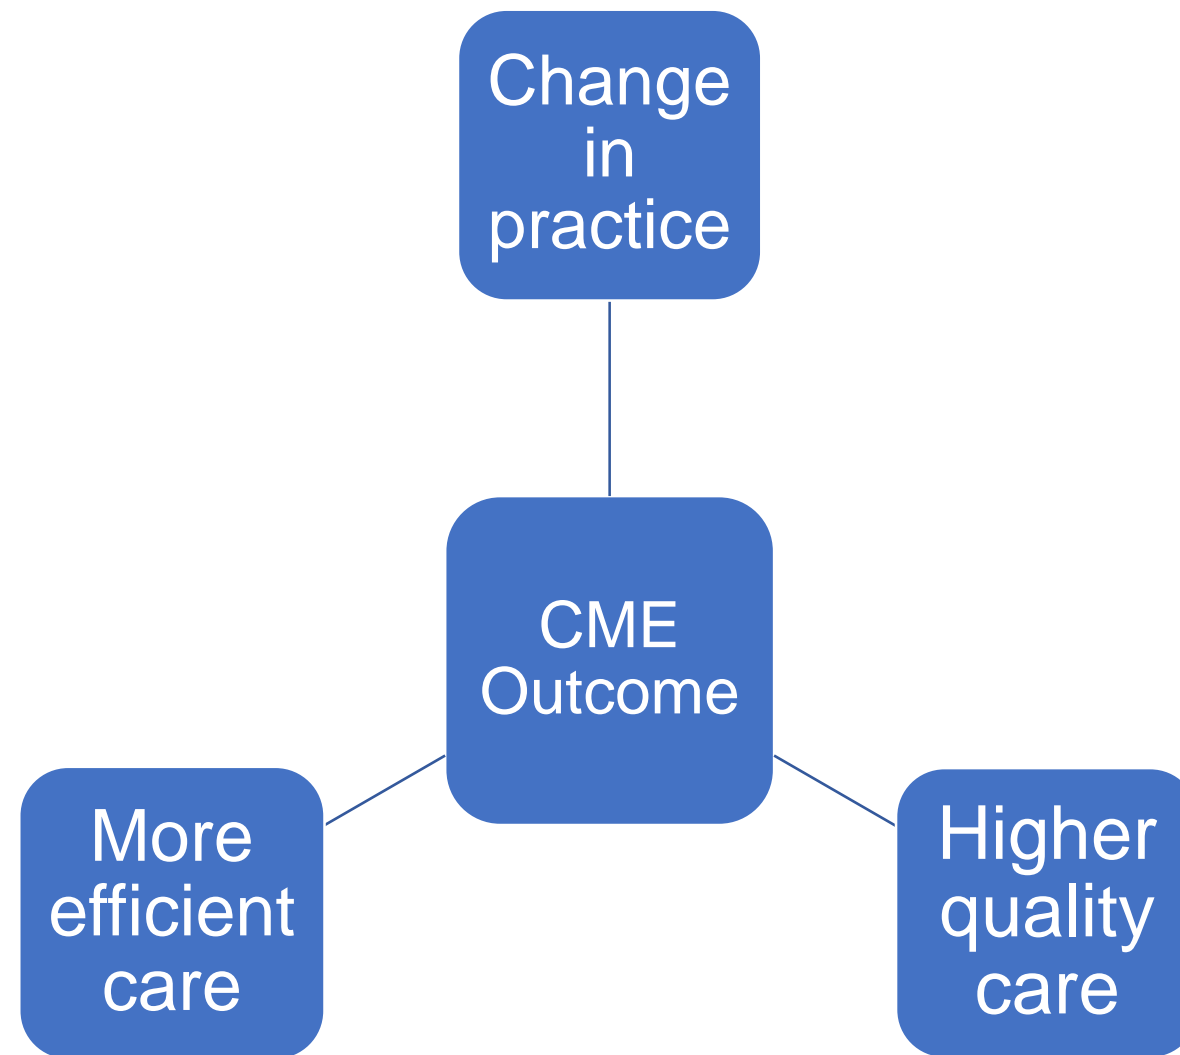 Change
in
practice
CME
Outcome
More
efficient
care
Higher
quality
care